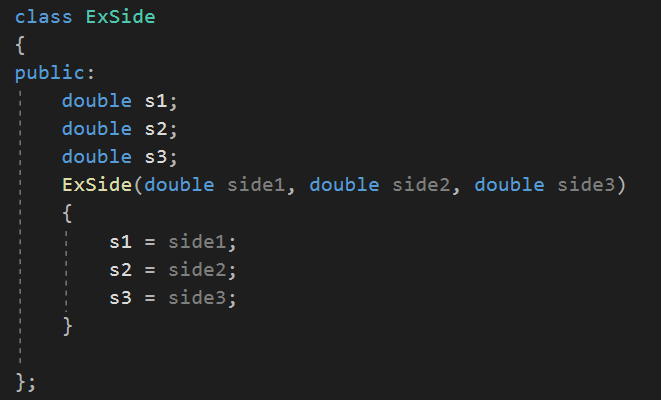 class ExSide
{
public:
    double s1;
    double s2;
    double s3;
    ExSide(double side1, double side2, double side3)
    {
        s1 = side1;
        s2 = side2;
        s3 = side3;
    }
};